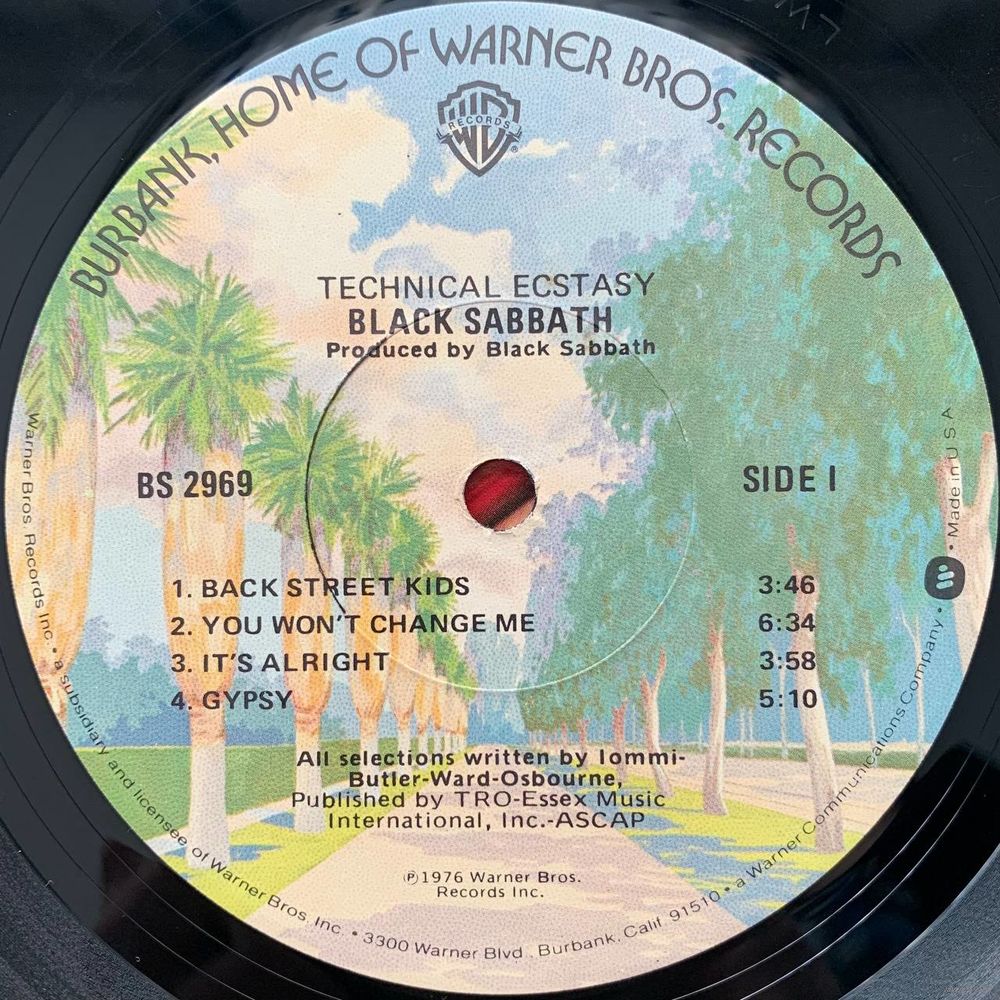 BURBANK, HOME OF WARNER BROS. RECORDS
RECORDS
TECHNICAL ECSTASY
BLACK SABBATH
Produced by Black Sabbath
BS 2969
SIDE I
1. BACK STREET KIDS 3:46
2. YOU WON'T CHANGE ME 6:34
3. IT'S ALRIGHT 3:58
4. GYPSY 5:10
All selections written by Iommi-
Butler-Ward-Osbourne,
Published by TRO-Essex Music
International, Inc.-ASCAP
℗1976 Warner Bros.
Records Inc.
Warner Bros. Records Inc. • a subsidiary and licensee of Warner Bros. Inc. • 3300 Warner Blvd., Burbank, Calif. 91510 • a Warner Communications Company • Made in U.S.A.